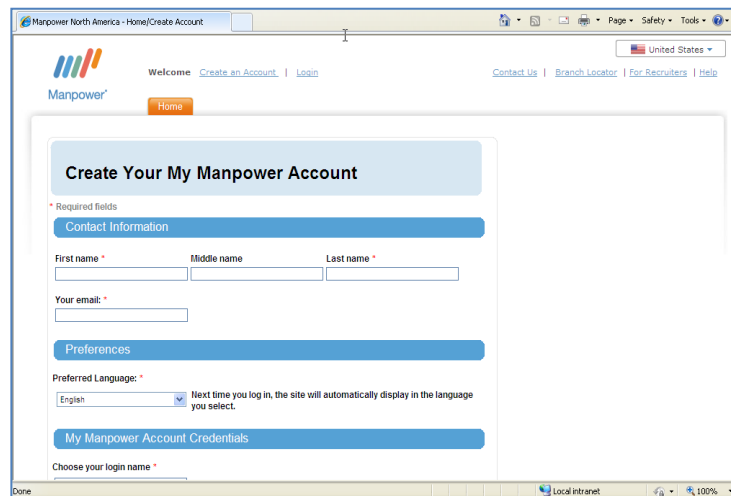 Manpower North America - Home/Create Account
Page Safety Tools
United States
Manpower
Welcome Create an Account | Login
Contact Us | Branch Locator | For Recruiters | Help
Home
Create Your My Manpower Account
* Required fields
Contact Information
First name * Middle name Last name *
Your email: *
Preferences
Preferred Language: *
English
Next time you log in, the site will automatically display in the language
you select.
My Manpower Account Credentials
Choose your login name *
Done Local intranet 100%